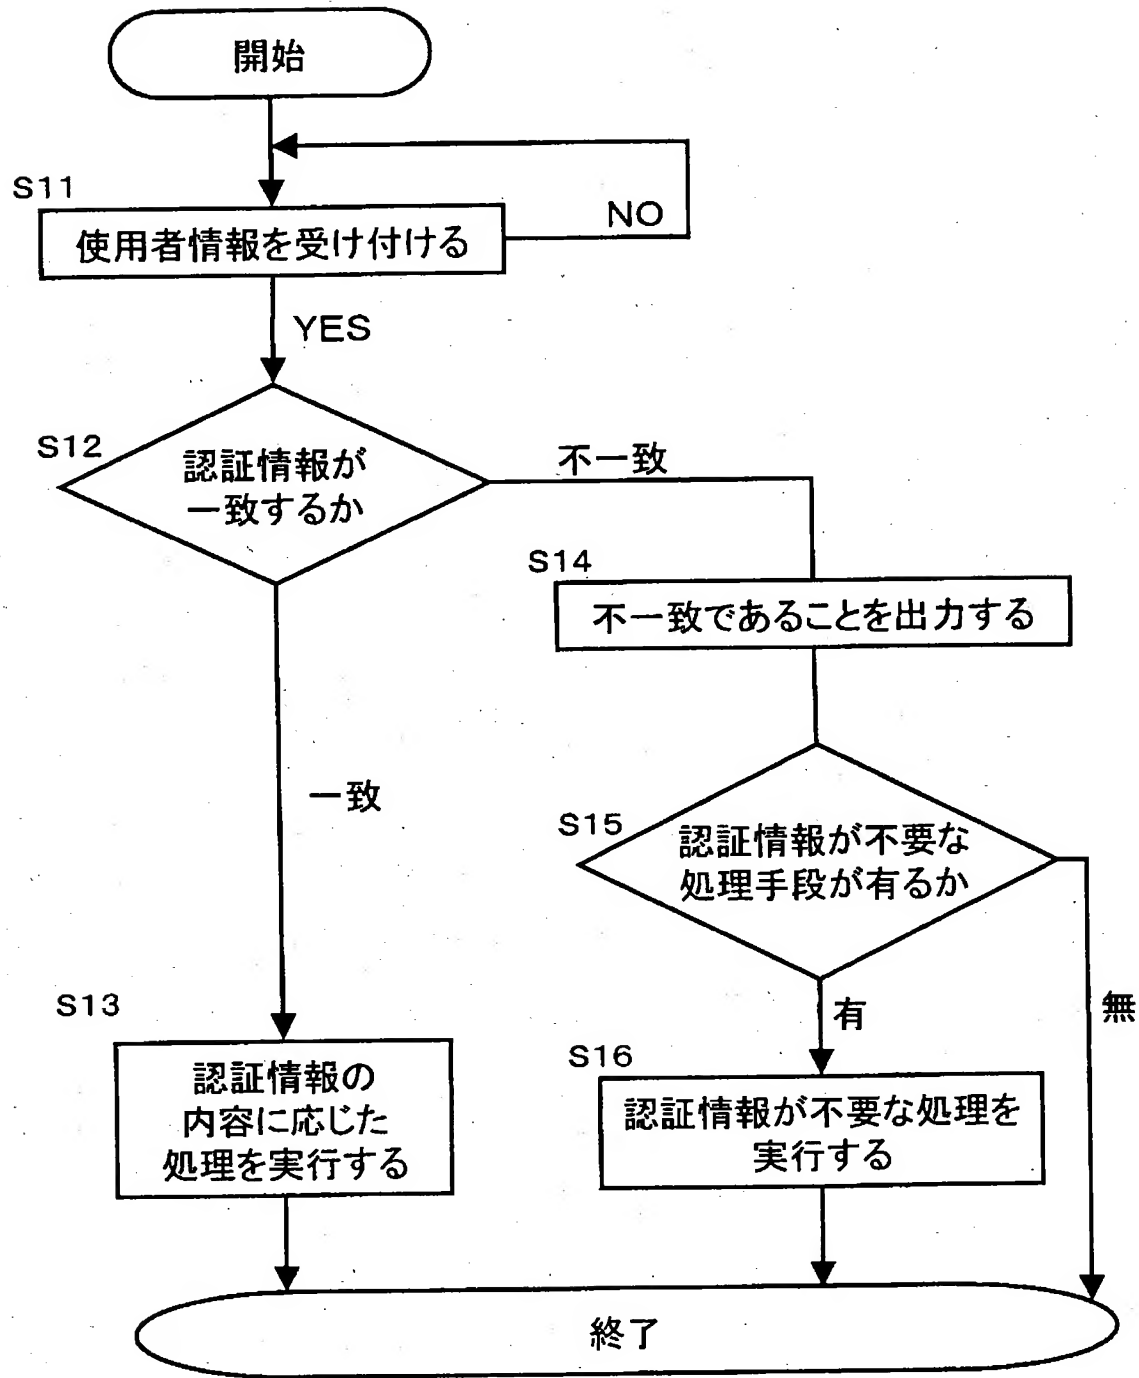 開始
S11
使用者情報を受け付ける
NO
YES
S12
認証情報が
一致するか
不一致
S14
不一致であることを出力する
一致
S15
認証情報が不要な
処理手段が有るか
S13
認証情報の
内容に応じた
処理を実行する
有
無
S16
認証情報が不要な処理を
実行する
終了